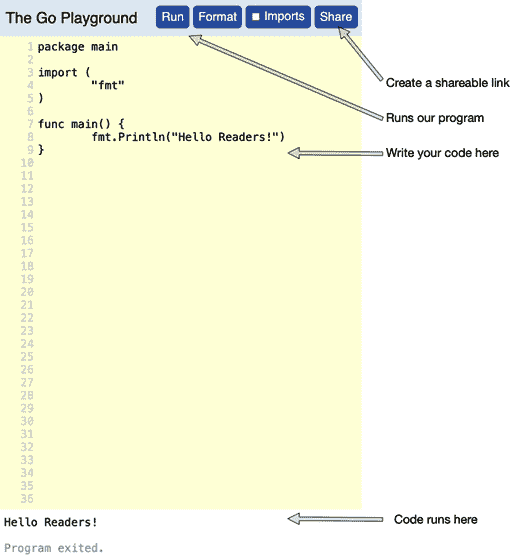 The Go Playground Run Format Imports Share
1 package main
2
3 import (
4 "fmt"
5 )
6
7 func main() {
8 fmt.Println("Hello Readers!")
9 }
10
11
12
13
14
15
16
17
18
19
20
21
22
23
24
25
26
27
28
29
30
31
32
33
34
35
36
Create a shareable link
Runs our program
Write your code here
Hello Readers!
Code runs here
Program exited.